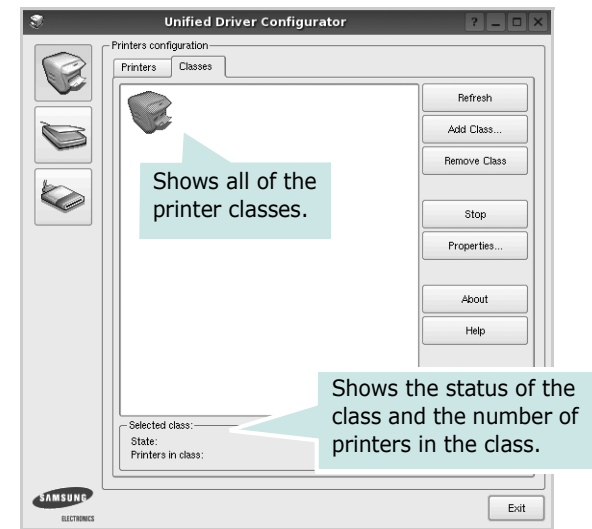 Unified Driver Configurator
Printers configuration
Printers
Classes
Refresh
Add Class...
Remove Class
Shows all of the
printer classes.
Stop
Properties...
About
Help
Shows the status of the
class and the number of
printers in the class.
Selected class:
State:
Printers in class:
SAMSUNG
ELECTRONICS
Exit